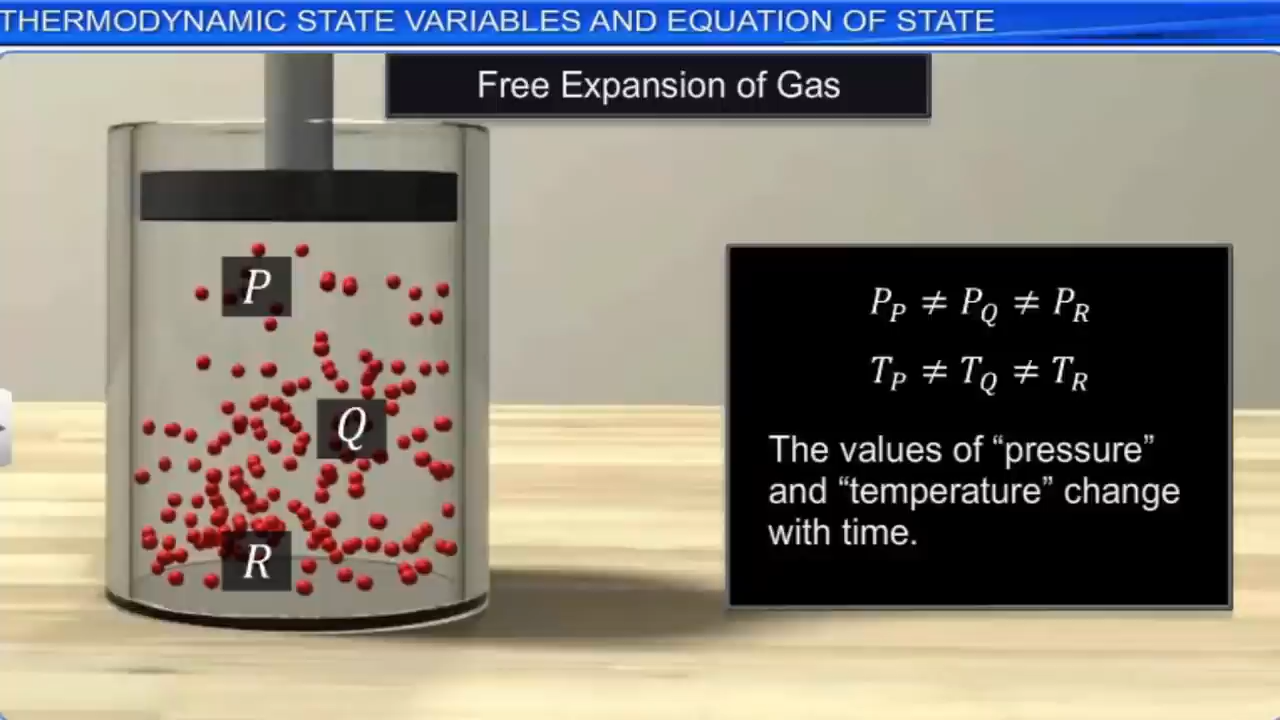 THERMODYNAMIC STATE VARIABLES AND EQUATION OF STATE
Free Expansion of Gas
P
Q
R
P_P ≠ P_Q ≠ P_R
T_P ≠ T_Q ≠ T_R
The values of “pressure”
and “temperature” change
with time.